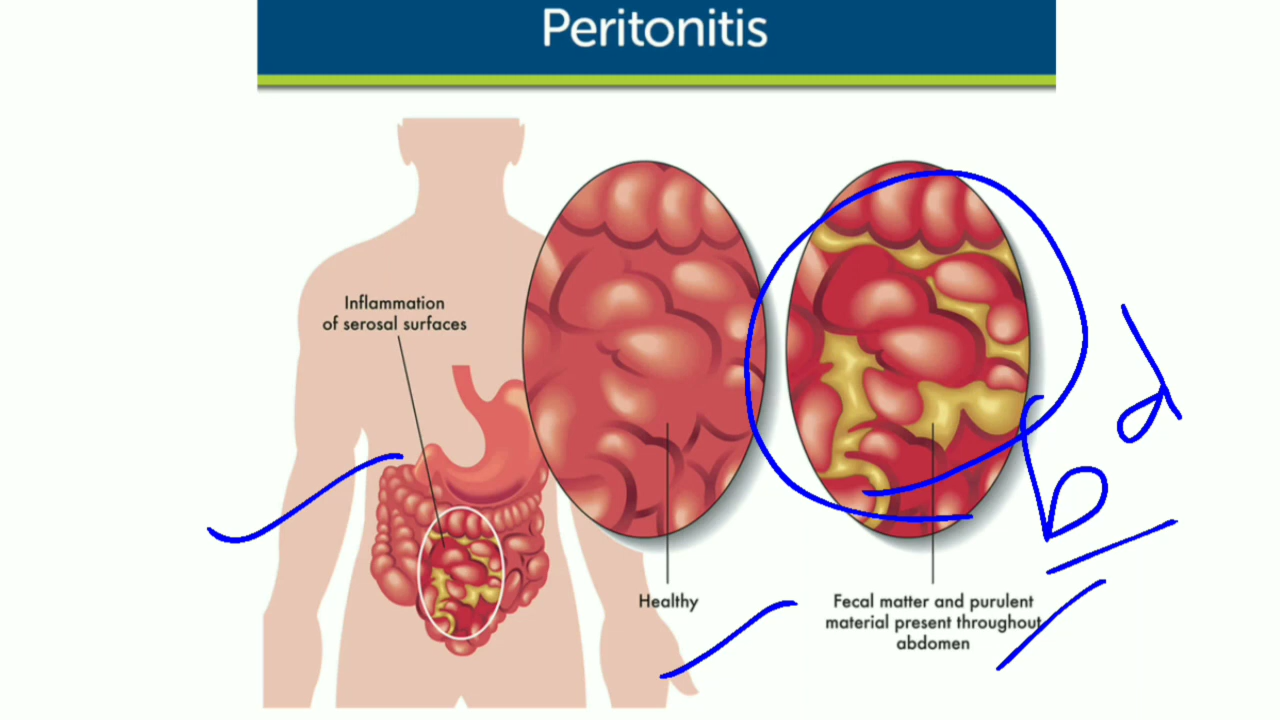 Peritonitis
Inflammation
of serosal surfaces
Healthy
Fecal matter and purulent
material present throughout
abdomen
b d